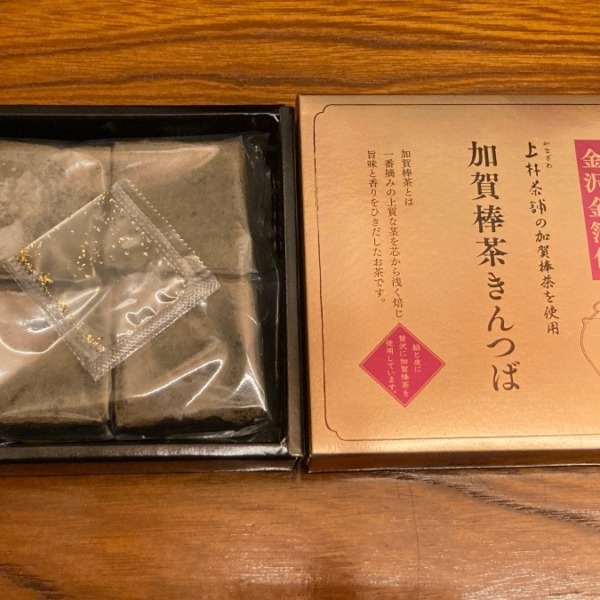 金沢金箔付
かなざわ
上林茶舗の加賀棒茶を使用
加賀棒茶きんつば
加賀棒茶とは
一番摘みの上質な茎を芯から浅く焙じ
旨味と香りをひきだしたお茶です。
餡と皮に
贅沢に加賀棒茶を
使用しています。